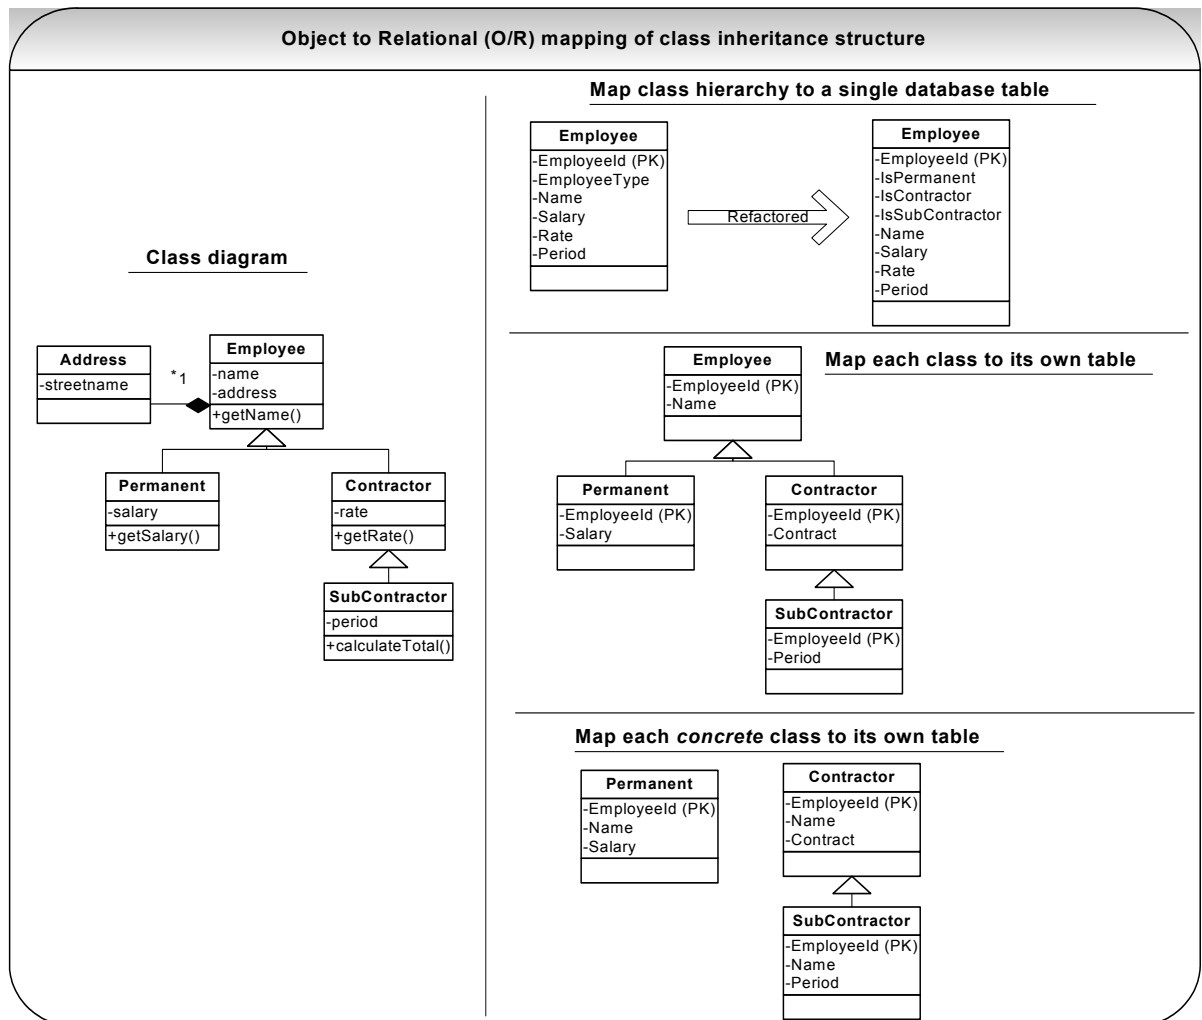 Object to Relational (O/R) mapping of class inheritance structure
Class diagram
Address
-streetname
*
1
Employee
-name
-address
+getName()
Permanent
-salary
+getSalary()
Contractor
-rate
+getRate()
SubContractor
-period
+calculateTotal()
Map class hierarchy to a single database table
Employee
-EmployeeId (PK)
-EmployeeType
-Name
-Salary
-Rate
-Period
Refactored
Employee
-EmployeeId (PK)
-IsPermanent
-IsContractor
-IsSubContractor
-Name
-Salary
-Rate
-Period
Map each class to its own table
Employee
-EmployeeId (PK)
-Name
Permanent
-EmployeeId (PK)
-Salary
Contractor
-EmployeeId (PK)
-Contract
SubContractor
-EmployeeId (PK)
-Period
Map each concrete class to its own table
Permanent
-EmployeeId (PK)
-Name
-Salary
Contractor
-EmployeeId (PK)
-Name
-Contract
SubContractor
-EmployeeId (PK)
-Name
-Period